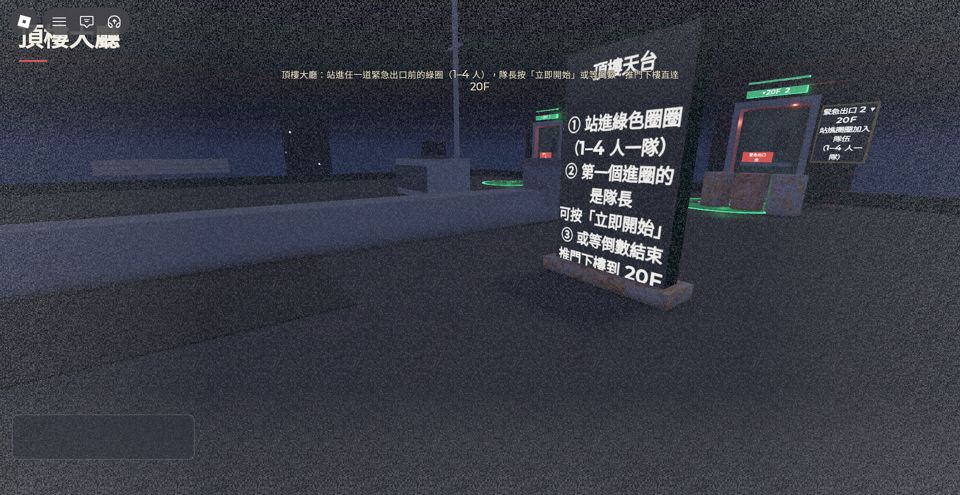 頂樓大廳
頂樓大廳：站進任一道緊急出口前的綠圈（1–4 人），隊長按「立即開始」或等倒數，推門下樓直達
20F
頂樓天台
① 站進綠色圈圈
（1–4 人一隊）
② 第一個進圈的
是隊長
可按「立即開始」
③ 或等倒數結束
推門下樓到 20F
20F 2
緊急出口 2
20F
站進圈圈加入
隊伍
（1–4 人一
隊）
緊急出口